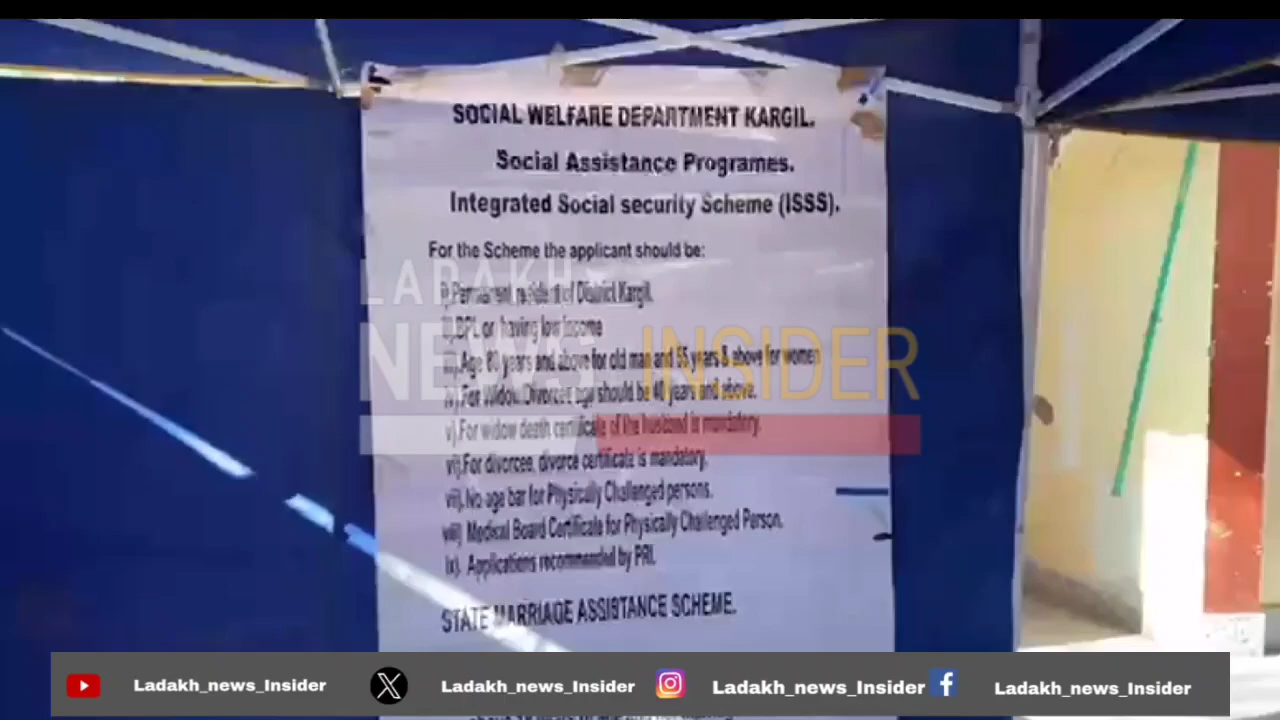 SOCIAL WELFARE DEPARTMENT KARGIL.
Social Assistance Programes.
Integrated Social security Scheme (ISSS).
For the Scheme the applicant should be:
i).Permanent resident of District Kargil.
ii).BPL or having low income
iii).Age 60 years and above for old man and 55 years & above for women
iv).For Widow, Divorcee age should be 40 years and above.
v).For widow death certificate of the husband is mandatory.
vi).For divorcee, divorce certificate is mandatory.
vii).No age bar for Physically Challenged persons.
viii) Medical Board Certificate for Physically Challenged Person.
ix). Applications recommended by PRI.
STATE MARRIAGE ASSISTANCE SCHEME.
LADAKH
NEWS INSIDER
Ladakh_news_Insider
Ladakh_news_Insider
Ladakh_news_Insider
Ladakh_news_Insider